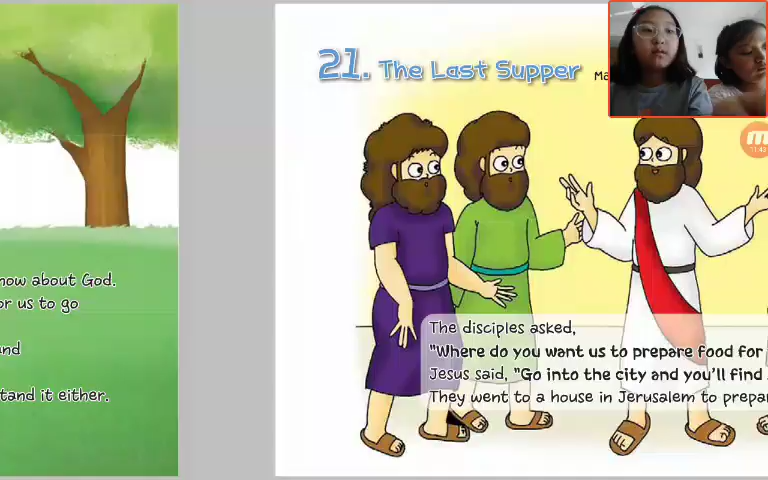 now about God.
or us to go
and
tand it either.
21. The Last Supper
The disciples asked,
"Where do you want us to prepare food for
Jesus said, "Go into the city and you'll find
They went to a house in Jerusalem to prepar